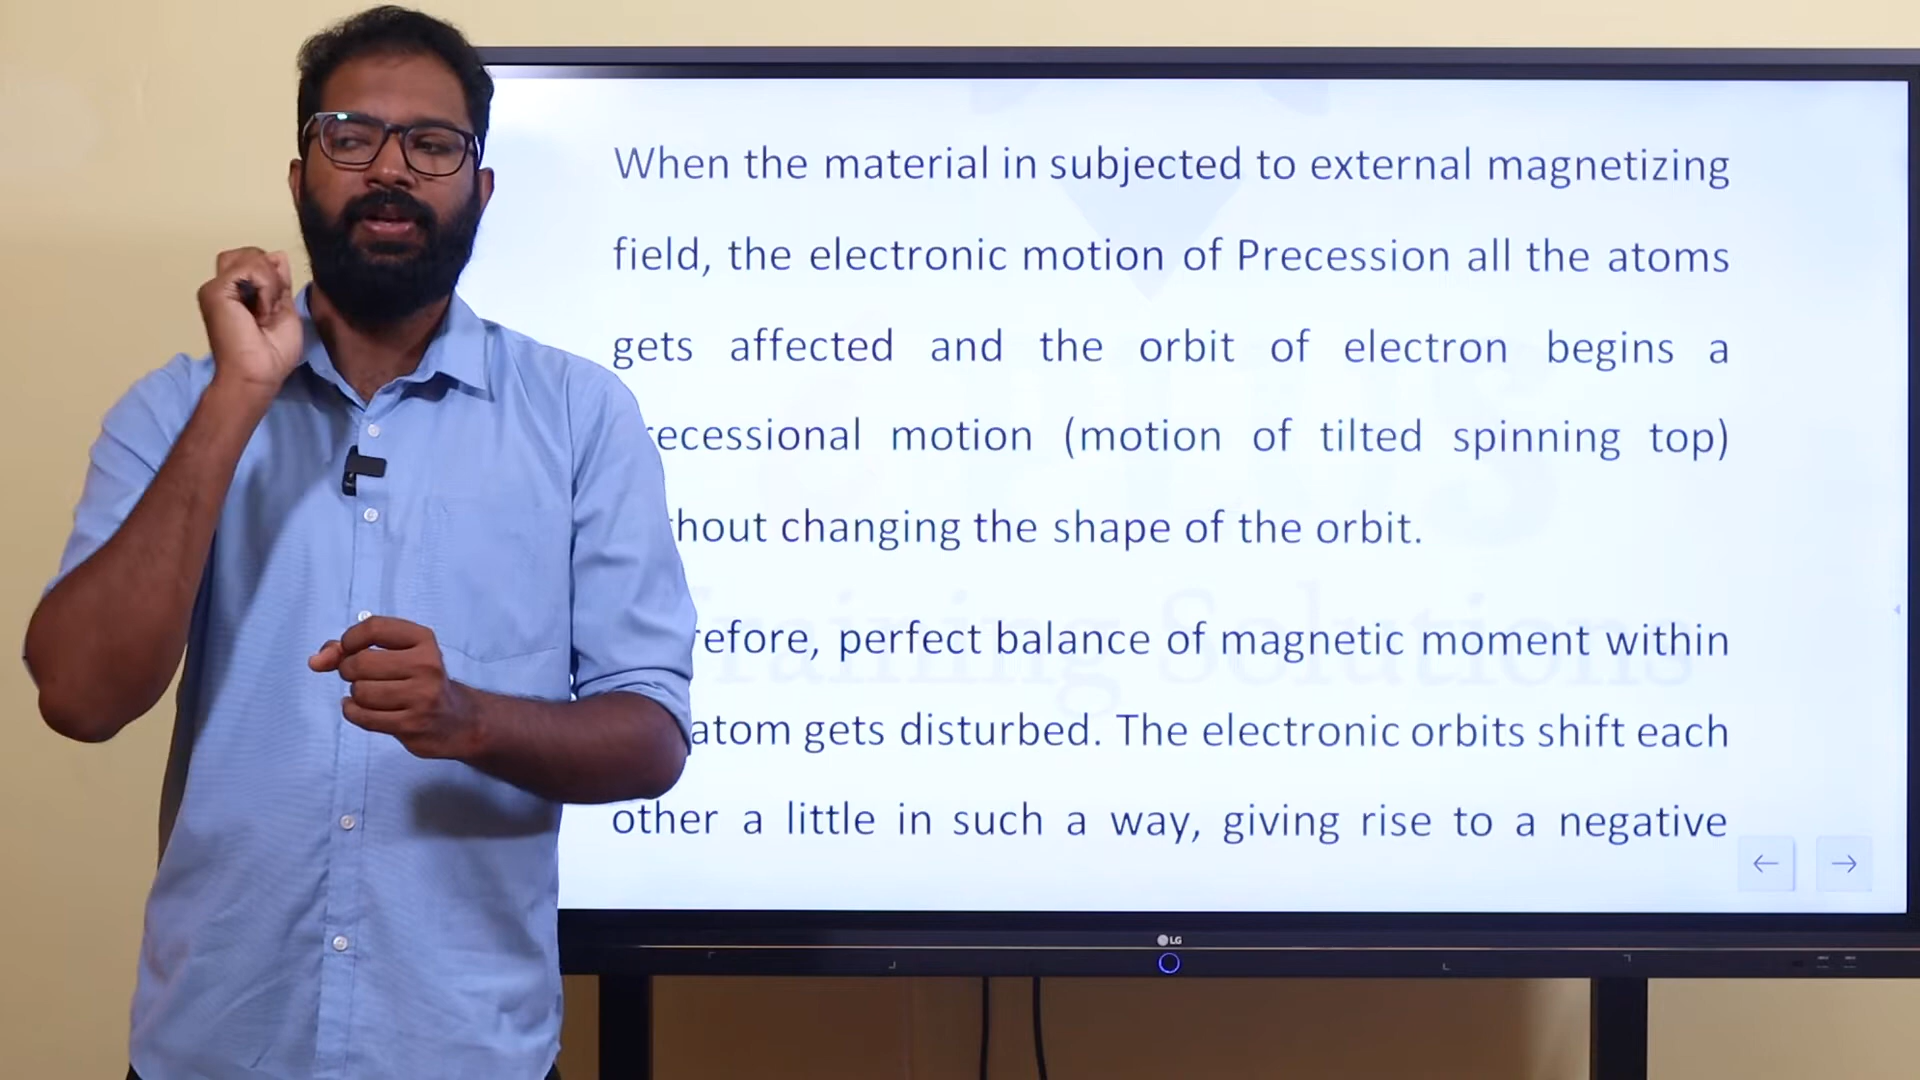 When the material in subjected to external magnetizing
field, the electronic motion of Precession all the atoms
gets affected and the orbit of electron begins a
recessional motion (motion of tilted spinning top)
hout changing the shape of the orbit.
refore, perfect balance of magnetic moment within
atom gets disturbed. The electronic orbits shift each
other a little in such a way, giving rise to a negative
Training Solutions
LG